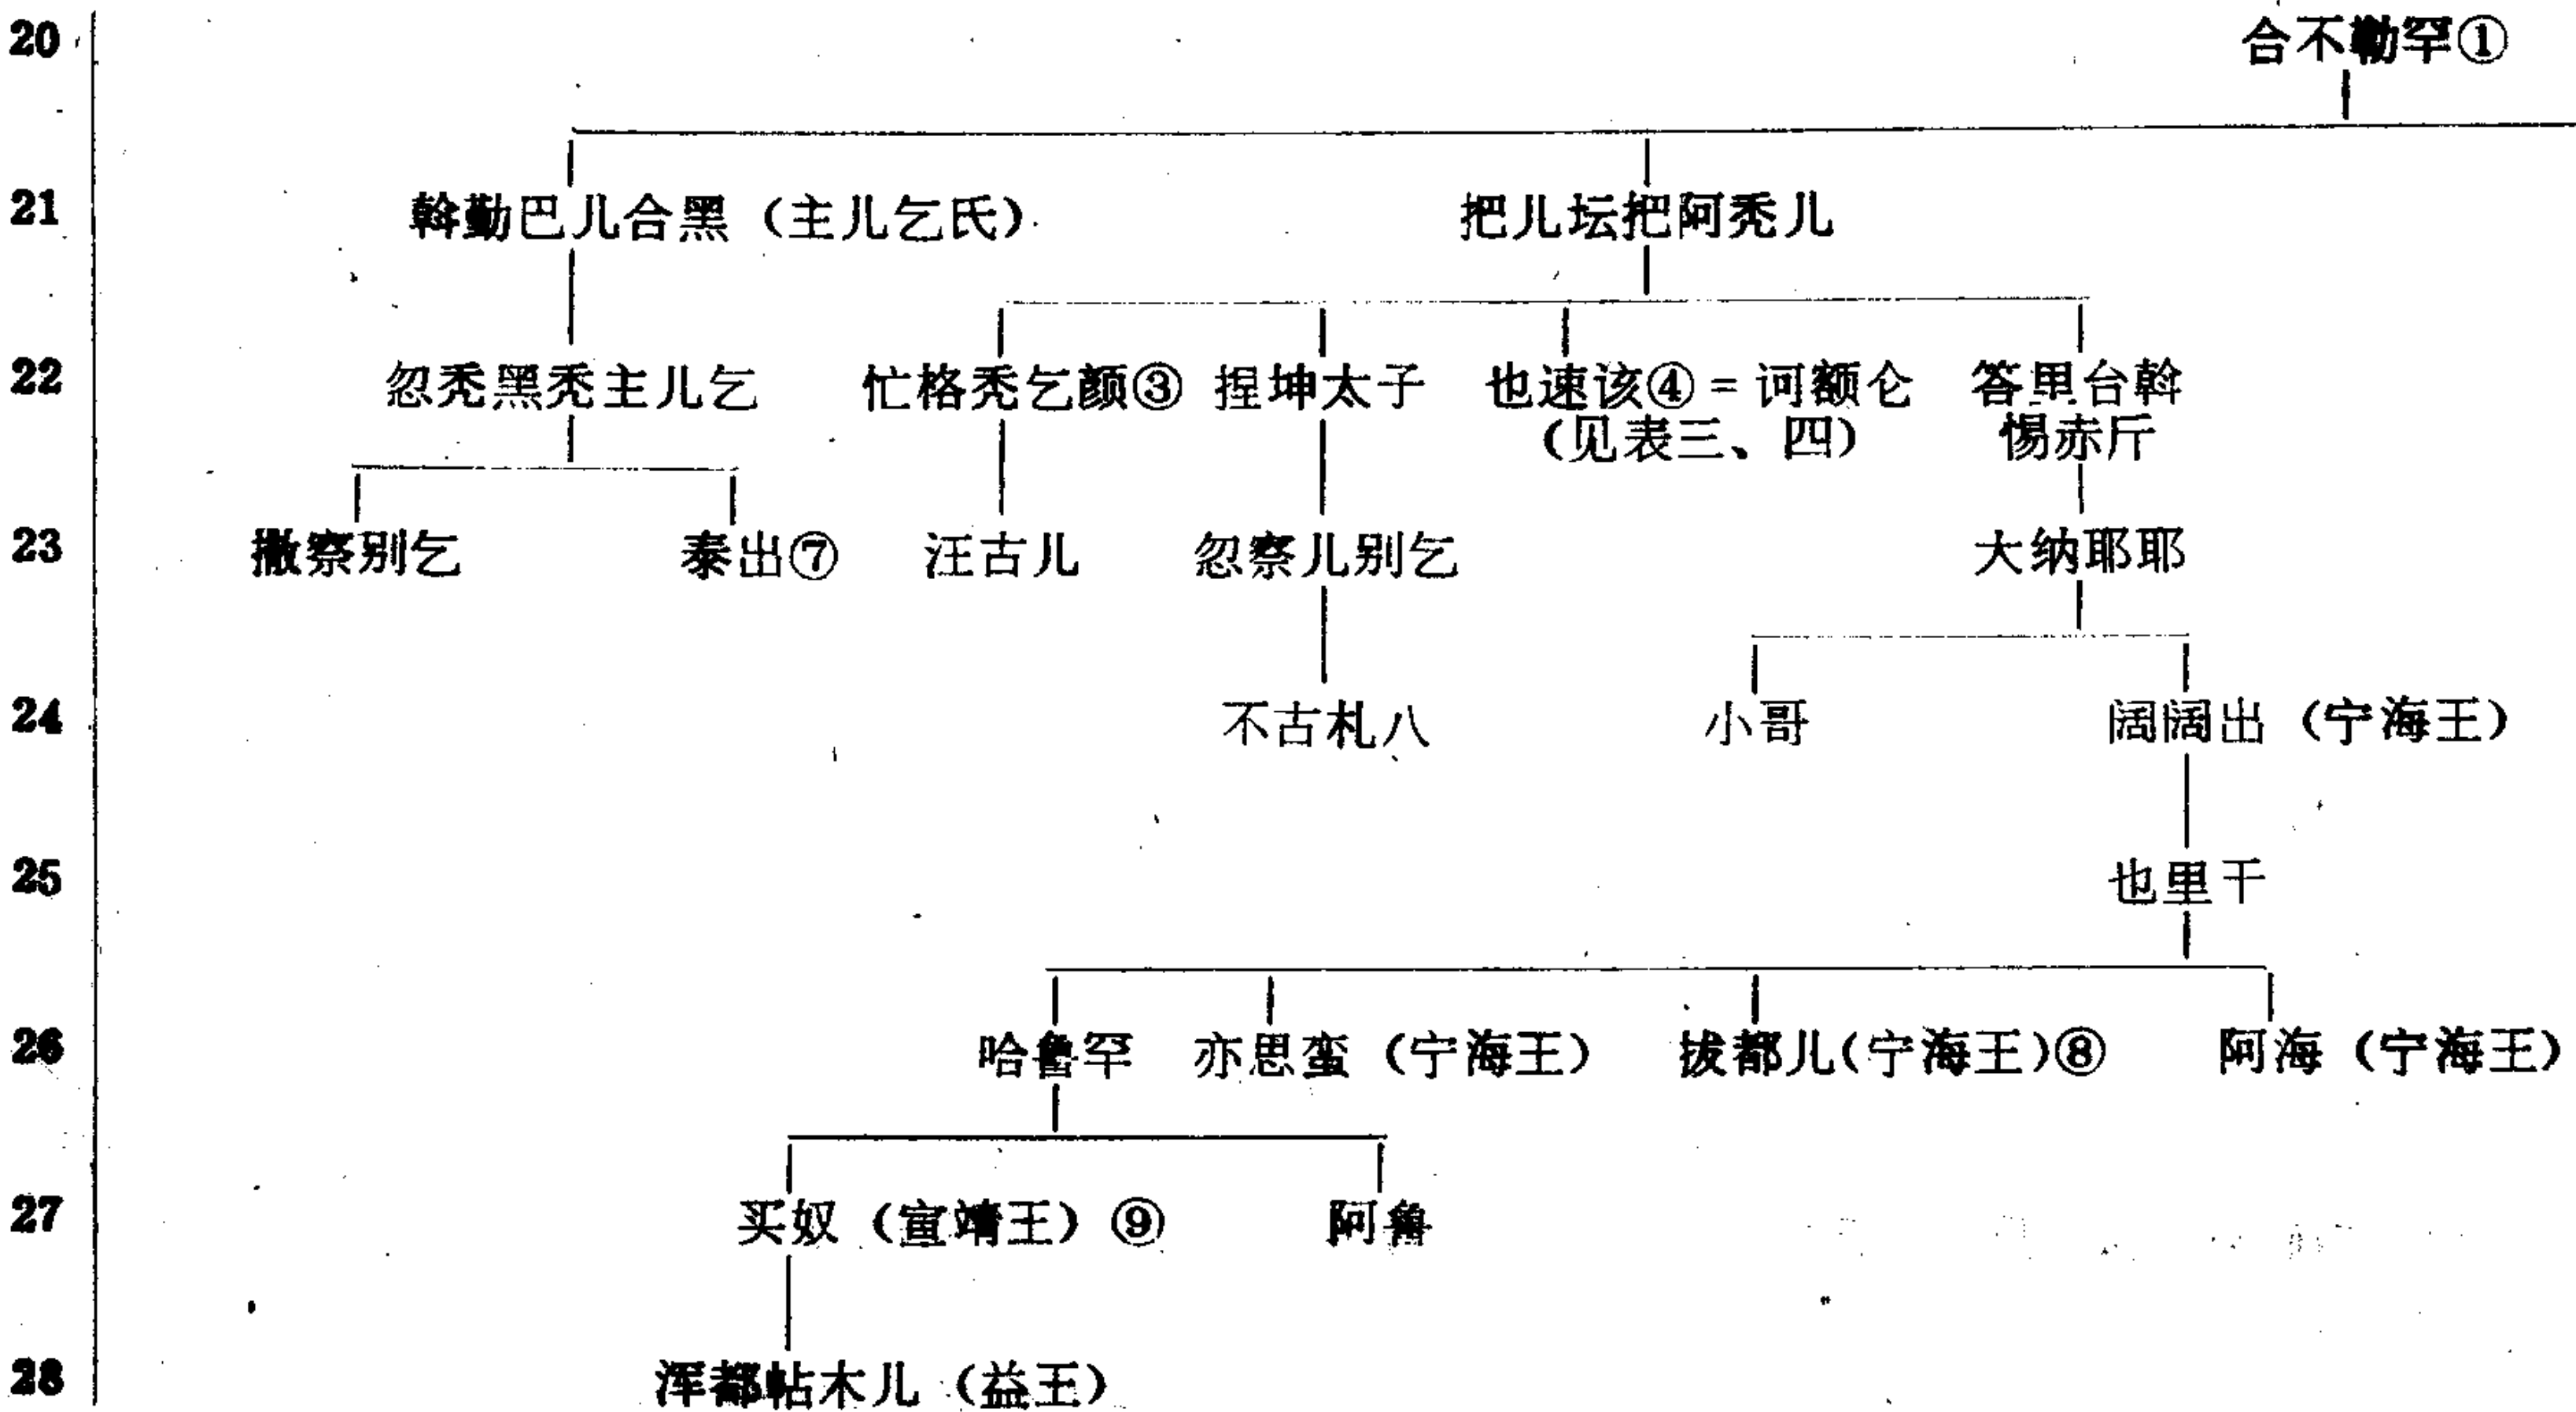 20 合不勒罕①
21 斡勤巴儿合黑（主儿乞氏） 把儿坛把阿秃儿
22 忽秃黑秃主儿乞 忙格秃乞颜③ 捏坤太子 也速该④ = 诃额仑 答里台斡
（见表三、四） 惕赤斤
23 撒察别乞 泰出⑦ 汪古儿 忽察儿别乞 大纳耶耶
24 不古札八 小哥 阔阔出（宁海王）
25 也里干
26 哈鲁罕 亦思蛮（宁海王） 拔都儿（宁海王）⑧ 阿海（宁海王）
27 买奴（宣靖王）⑨ 阿鲁
28 浑都帖木儿（益王）